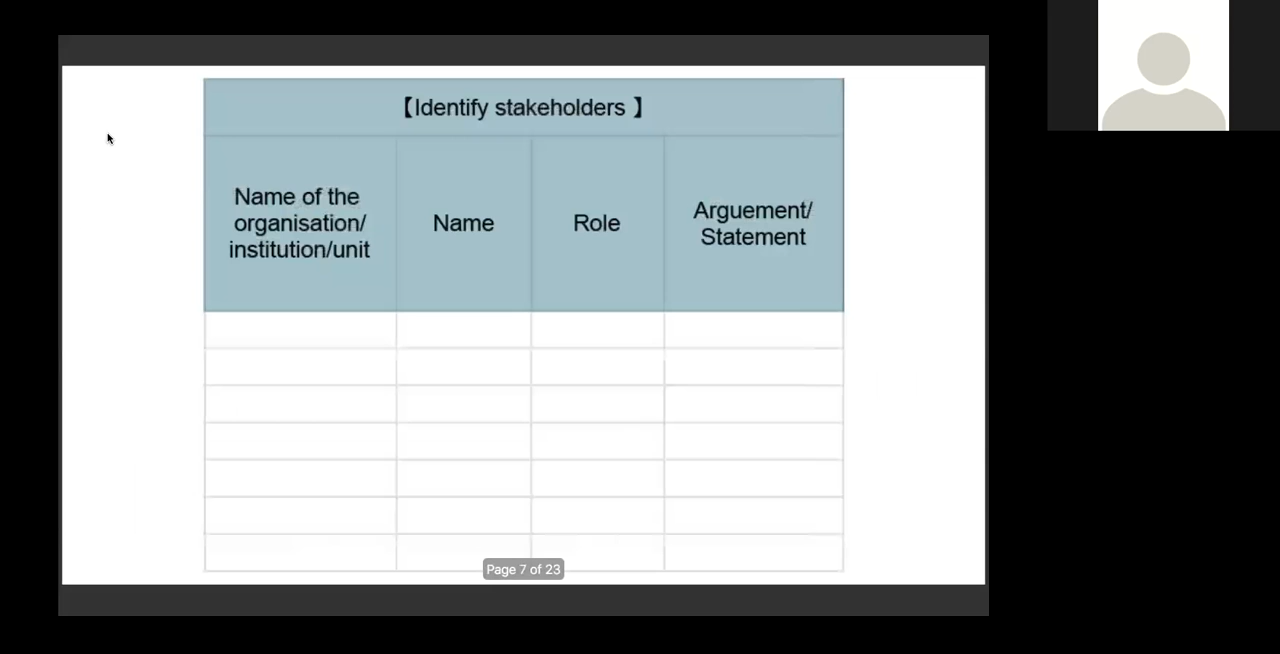 【Identify stakeholders 】
Name of the
organisation/
institution/unit
Name
Role
Arguement/
Statement
Page 7 of 23